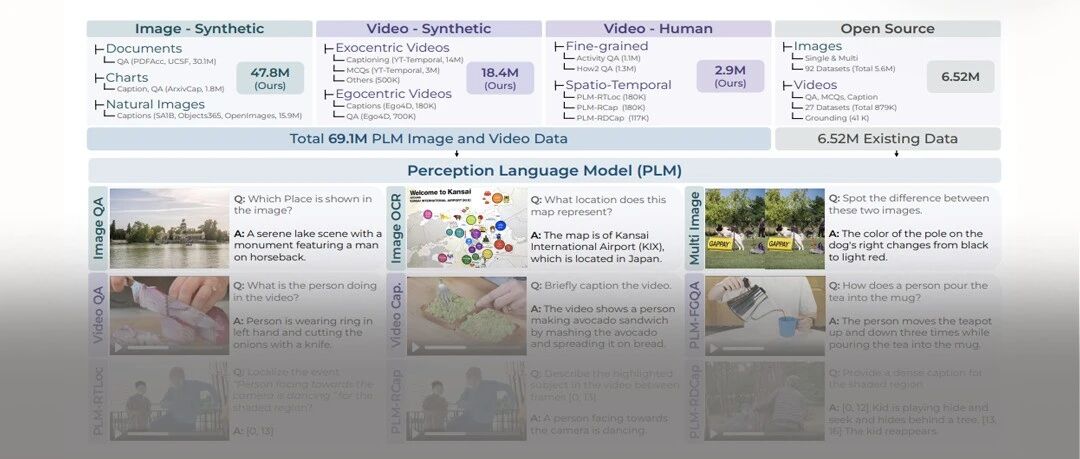 Image - Synthetic
Documents
QA (PDFAcc, UCSF, 30.1M)
Charts
Caption, QA (ArxivCap, 1.8M)
Natural Images
Captions (SA1B, Objects365, OpenImages, 15.9M)
47.8M
(Ours)
Video - Synthetic
Exocentric Videos
Captioning (YT-Temporal, 14M)
MCQs (YT-Temporal, 3M)
Others (500K)
Egocentric Videos
Captions (Ego4D, 180K)
QA (Ego4D, 700K)
18.4M
(Ours)
Video - Human
Fine-grained
Activity QA (1.1M)
How2 QA (1.3M)
Spatio-Temporal
PLM-RTLoc (180K)
PLM-RCap (180K)
PLM-RDCap (117K)
2.9M
(Ours)
Open Source
Images
Single & Multi
92 Datasets (Total 5.6M)
Videos
QA, MCQs, Caption
27 Datasets (Total 879K)
Grounding (41 K)
6.52M
Total 69.1M PLM Image and Video Data
6.52M Existing Data
Perception Language Model (PLM)
Image QA
Q: Which Place is shown in
the image?
A: A serene lake scene with a
monument featuring a man
on horseback.
Image OCR
Welcome to Kansai
Q: What location does this
map represent?
A: The map is of Kansai
International Airport (KIX),
which is located in Japan.
Multi Image
GAPPAY
GAPPAY
Q: Spot the difference between
these two images.
A: The color of the pole on the
dog's right changes from black
to light red.
Video QA
Q: What is the person doing
in the video?
A: Person is wearing ring in
left hand and cutting the
onions with a knife.
Video Cap.
Q: Briefly caption the video.
A: The video shows a person
making avocado sandwich
by mashing the avocado
and spreading it on bread.
PLM-FGQA
Q: How does a person pour the
tea into the mug?
A: The person moves the teapot
up and down three times while
pouring the tea into the mug.
PLM-RTLoc
Q: Localize the event
"Person facing towards the
camera is dancing." for the
shaded region?
A: [0, 13]
PLM-RCap
Q: Describe the highlighted
subject in the video between
frames [0, 13]
A: A person facing towards
the camera is dancing.
PLM-RDCap
Q: Provide a dense caption for
the shaded region
A: [0, 12] Kid is playing hide and
seek and hides behind a tree. [13,
16] The kid reappears.